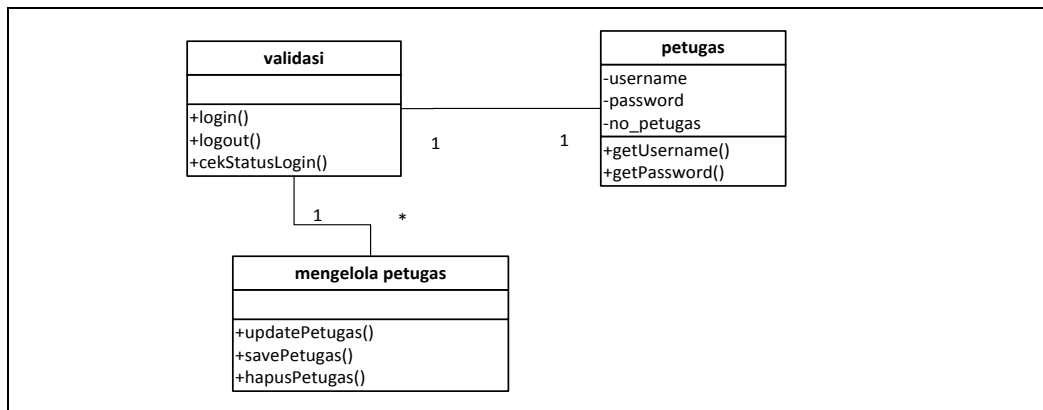 validasi
+login()
+logout()
+cekStatusLogin()
petugas
-username
-password
-no_petugas
+getUsername()
+getPassword()
1
1
1
*
mengelola petugas
+updatePetugas()
+savePetugas()
+hapusPetugas()